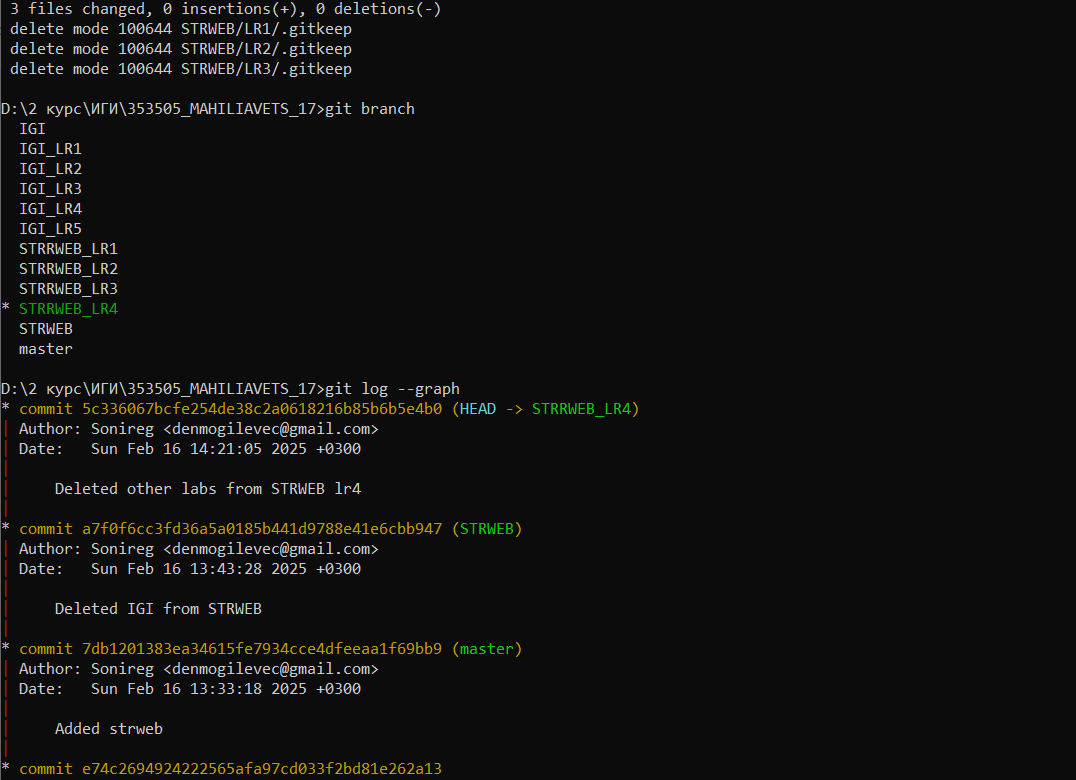 3 files changed, 0 insertions(+), 0 deletions(-)
delete mode 100644 STRWEB/LR1/.gitkeep
delete mode 100644 STRWEB/LR2/.gitkeep
delete mode 100644 STRWEB/LR3/.gitkeep
D:\2 курс\ИГИ\353505_MAHILIAVETS_17>git branch
IGI
IGI_LR1
IGI_LR2
IGI_LR3
IGI_LR4
IGI_LR5
STRRWEB_LR1
STRRWEB_LR2
STRRWEB_LR3
* STRRWEB_LR4
STRWEB
master
D:\2 курс\ИГИ\353505_MAHILIAVETS_17>git log --graph
* commit 5c336067bcfe254de38c2a0618216b85b6b5e4b0 (HEAD -> STRRWEB_LR4)
| Author: Sonireg <denmogilevec@gmail.com>
| Date:   Sun Feb 16 14:21:05 2025 +0300
|
|     Deleted other labs from STRWEB lr4
|
* commit a7f0f6cc3fd36a5a0185b441d9788e41e6cbb947 (STRWEB)
| Author: Sonireg <denmogilevec@gmail.com>
| Date:   Sun Feb 16 13:43:28 2025 +0300
|
|     Deleted IGI from STRWEB
|
* commit 7db1201383ea34615fe7934cce4dfeeaa1f69bb9 (master)
| Author: Sonireg <denmogilevec@gmail.com>
| Date:   Sun Feb 16 13:33:18 2025 +0300
|
|     Added strweb
|
* commit e74c2694924222565afa97cd033f2bd81e262a13